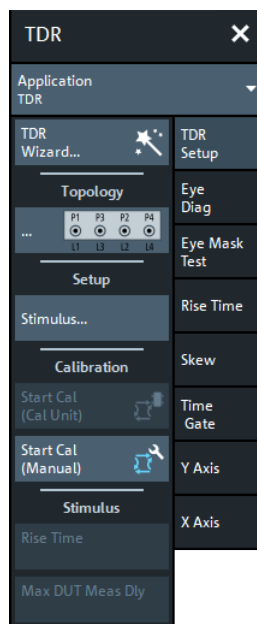 TDR
Application
TDR
TDR
Wizard...
Topology
...
P1 P3 P2 P4
L1 L3 L2 L4
Setup
Stimulus...
Calibration
Start Cal
(Cal Unit)
Start Cal
(Manual)
Stimulus
Rise Time
Max DUT Meas Dly
TDR
Setup
Eye
Diag
Eye Mask
Test
Rise Time
Skew
Time
Gate
Y Axis
X Axis